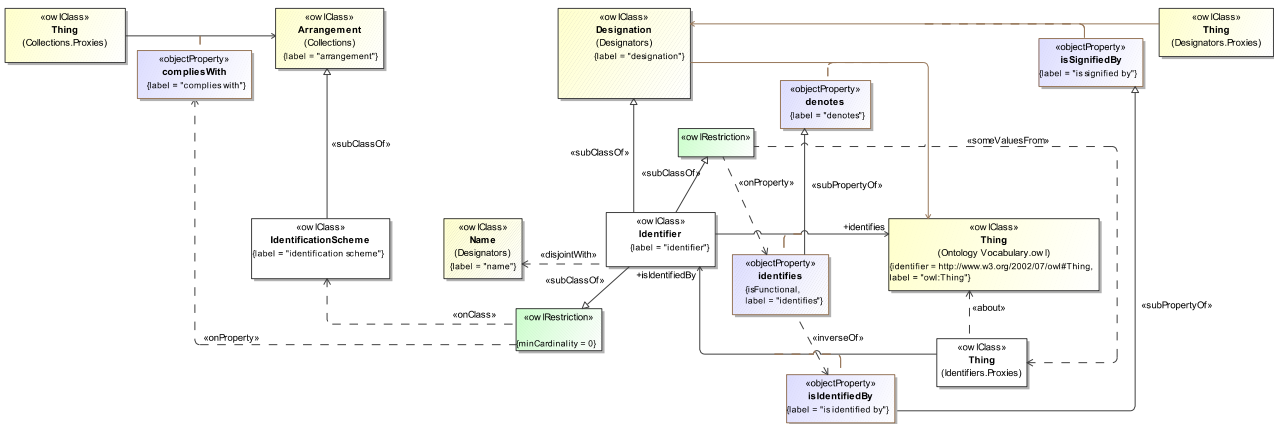 «owlClass»
Thing
(Collections.Proxies)
«owlClass»
Arrangement
(Collections)
{label = "arrangement"}
«objectProperty»
compliesWith
{label = "complies with"}
«owlClass»
Designation
(Designators)
{label = "designation"}
«owlClass»
Thing
(Designators.Proxies)
«objectProperty»
isSignifiedBy
{label = "is signified by"}
«objectProperty»
denotes
{label = "denotes"}
«owlRestriction»
«someValuesFrom»
«subClassOf»
«subClassOf»
«subClassOf»
«onProperty»
«subPropertyOf»
«owlClass»
IdentificationScheme
{label = "identification scheme"}
«owlClass»
Name
(Designators)
{label = "name"}
«owlClass»
Identifier
{label = "identifier"}
+identifies
«owlClass»
Thing
(Ontology Vocabulary.owl)
{identifier = http://www.w3.org/2002/07/owl#Thing,
label = "owl:Thing"}
«disjointWith»
+isIdentifiedBy
«objectProperty»
identifies
{isFunctional,
label = "identifies"}
«subClassOf»
«subPropertyOf»
«about»
«owlRestriction»
{minCardinality = 0}
«onClass»
«onProperty»
«inverseOf»
«owlClass»
Thing
(Identifiers.Proxies)
«objectProperty»
isIdentifiedBy
{label = "is identified by"}